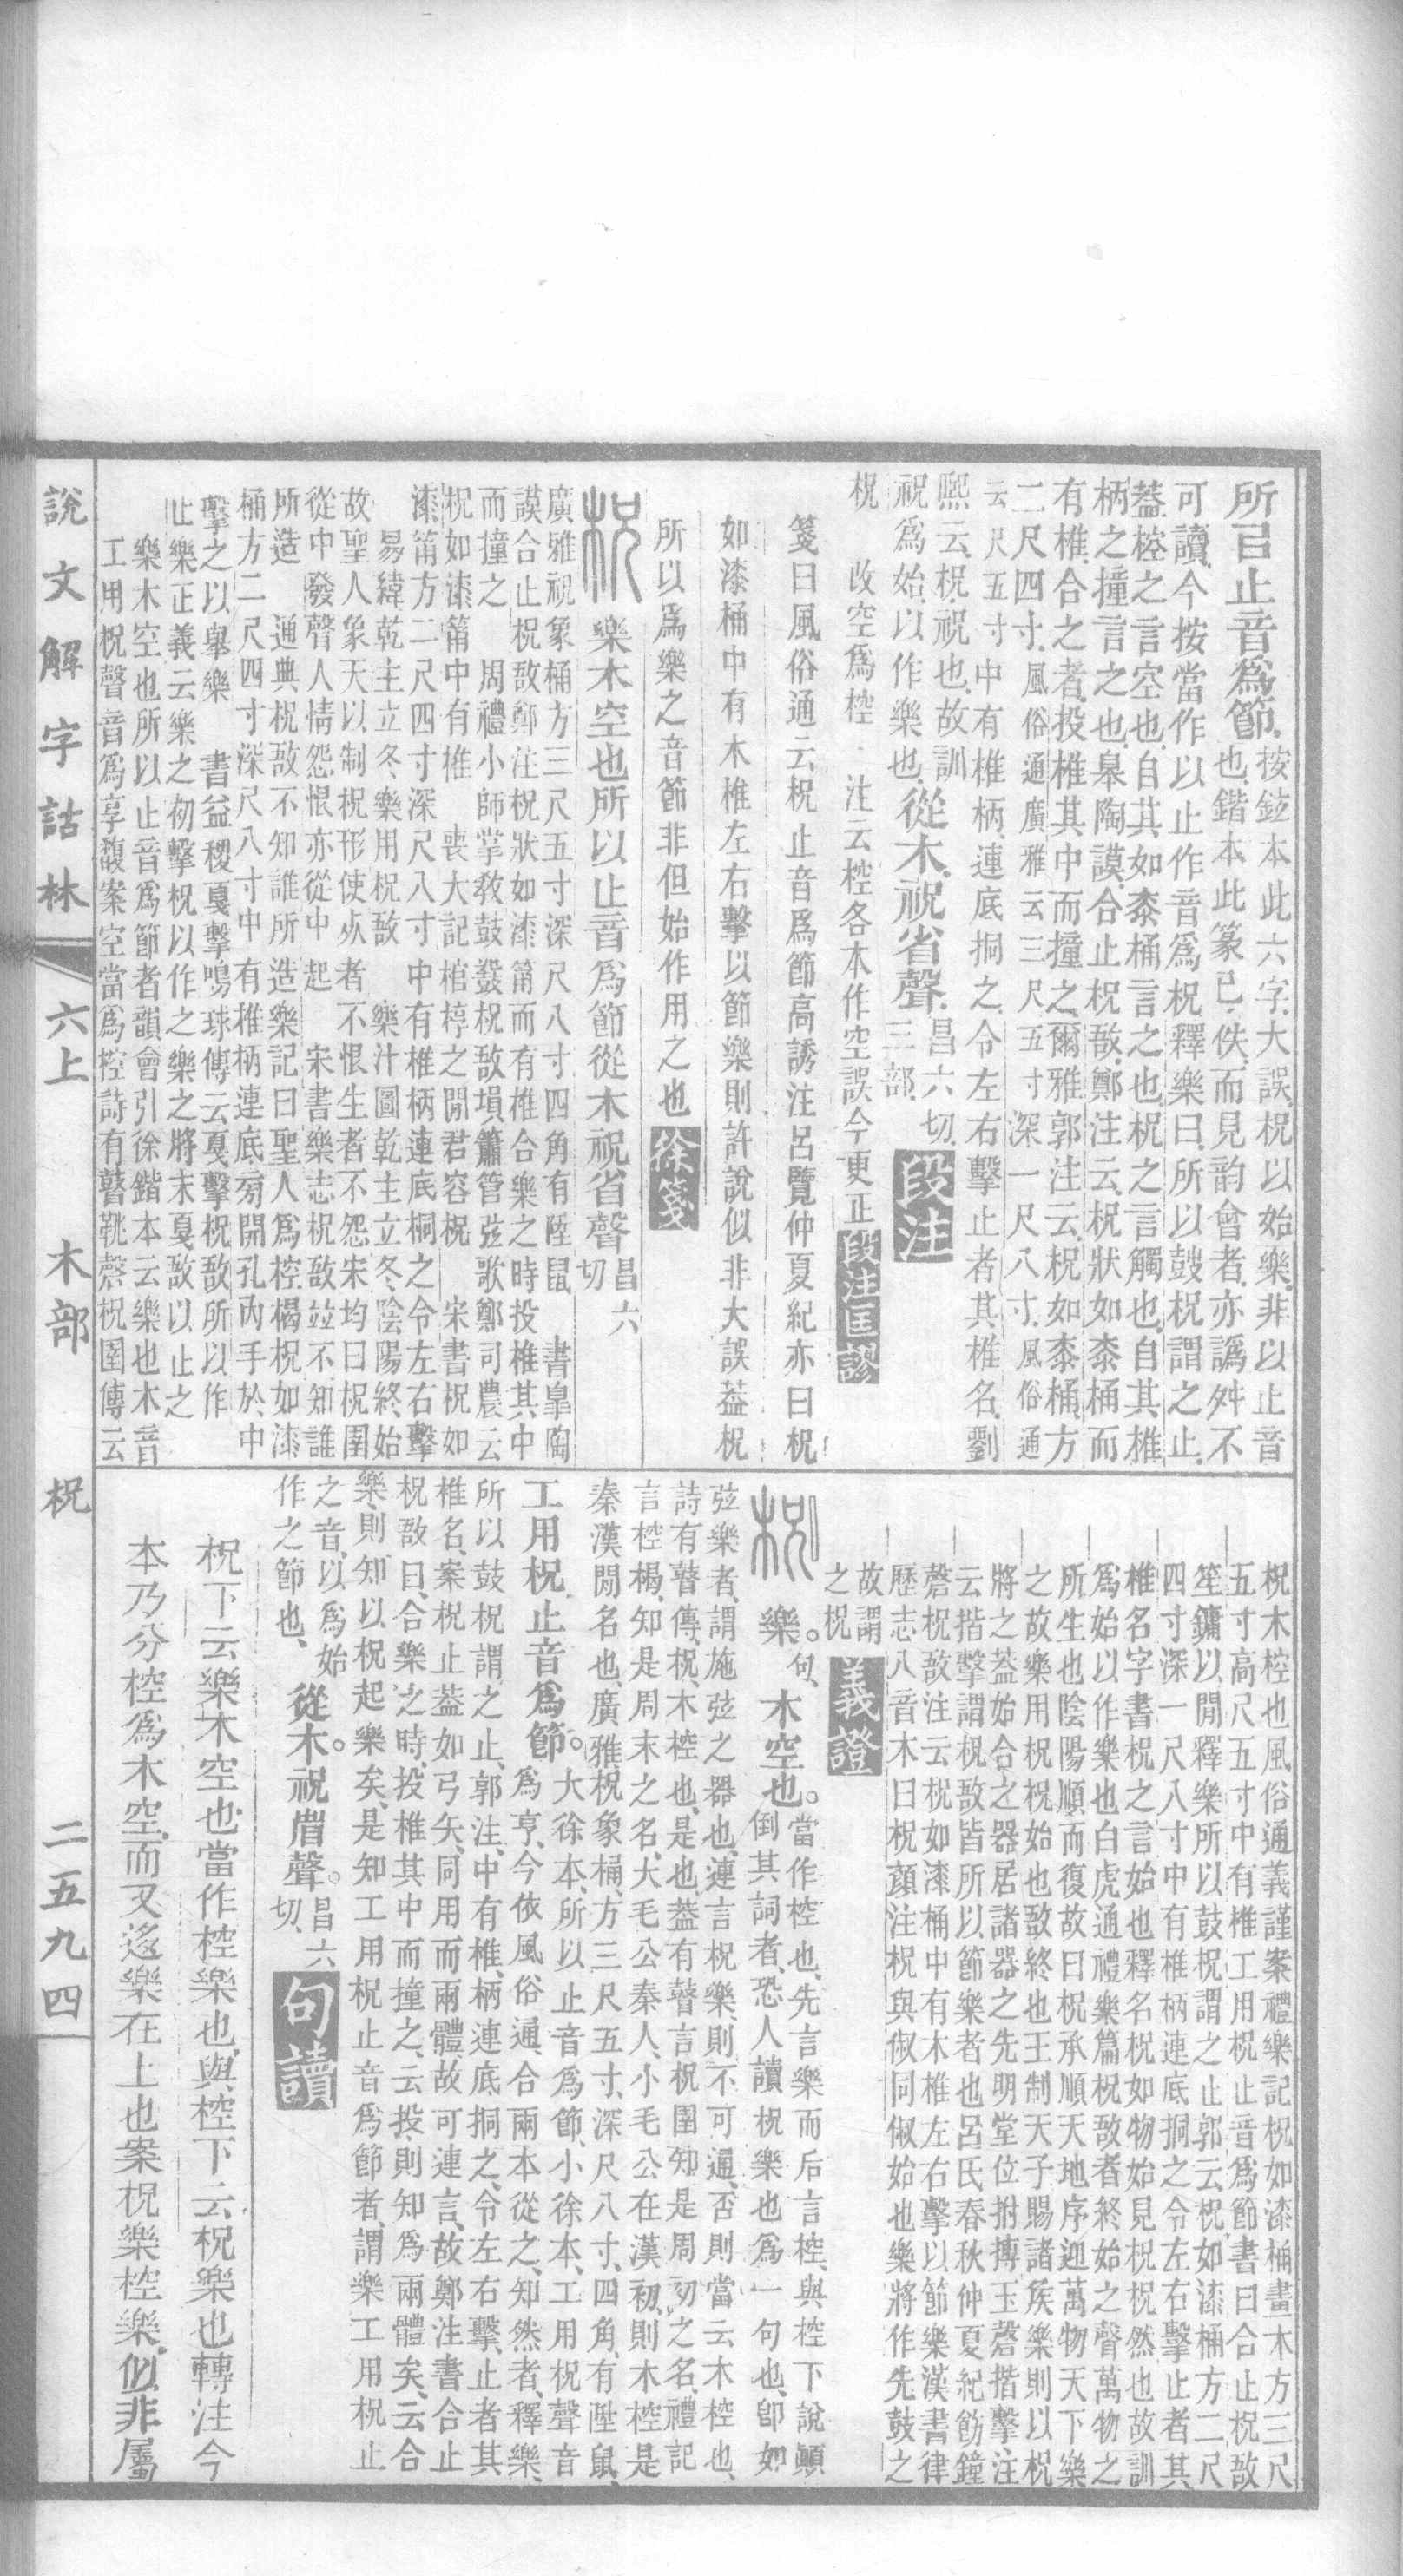 所㠯止音爲節.按鉉本此六字.大誤.柷以始樂.非以止音
也.鍇本此篆已佚.而見韵會者.亦譌舛不
可讀.今按當作以止作音爲柷.釋樂曰.所以鼓柷謂之止.
葢椌之言空也.自其如桼桶言之也.柷之言觸也.自其椎
柄之撞言之也.皋陶謨.合止柷敔.鄭注云.柷狀如桼桶而
有椎.合之者.投椎其中而撞之.爾雅郭注云.柷如桼桶.方
二尺四寸.風俗通廣雅云三尺五寸深一尺八寸.風俗通
云尺五寸中有椎柄.連底挏之.令左右擊.止者其椎名.劉
熙云.柷.祝也.故訓
祝爲始.以作樂也.從木.祝省聲.昌六切.三部.段注
柷 改空爲椌 注云椌各本作空誤今更正段注匡謬
箋曰風俗通云柷止音爲節高誘注呂覽仲夏紀亦曰柷
如漆桶中有木椎左右擊以節樂則許說似非大誤葢柷
所以爲樂之音節非但始作用之也徐箋
柷 樂木空也所以止音爲節從木祝省聲昌六切
廣雅祝象桶方三尺五寸深尺八寸四角有陞鼠 書皐陶
謨合止柷敔鄭注柷狀如漆筩而有椎合樂之時投椎其中
而撞之 周禮小師掌敎鼓鼗柷敔塤簫管弦歌鄭司農云
柷如漆筩中有椎 喪大記棺椁之閒君容柷 宋書柷如
漆筩方二尺四寸深尺八寸中有椎柄連底桐之令左右擊
易緯乾主立冬樂用柷敔 樂汁圖乾主立冬陰陽終始
故聖人象天以制柷形使死者不恨生者不怨宋均曰柷圉
從中發聲人情怨恨亦從中起 宋書樂志柷敔竝不知誰
所造 通典柷敔不知誰所造樂記曰聖人爲椌楬柷如漆
桶方二尺四寸深尺八寸中有椎柄連底旁開孔內手於中
擊之以舉樂 書益稷戛擊鳴球傳云戛擊柷敔所以作
止樂正義云樂之初擊柷以作之樂之將末戛敔以止之
樂木空也所以止音爲節者韻會引徐鍇本云樂也木音
工用柷聲音爲亨馥案空當爲椌詩有瞽鞉磬柷圉傳云
柷木椌也風俗通義謹案禮樂記柷如漆桶畫木方三尺
五寸高尺五寸中有椎工用柷止音爲節書曰合止柷敔
笙鏞以閒釋樂所以鼓柷謂之止郭云柷如漆桶方二尺
四寸深一尺八寸中有椎柄連底挏之令左右擊止者其
椎名字書柷之言始也釋名柷如物始見柷柷然也故訓
爲始以作樂也白虎通禮樂篇柷敔者終始之聲萬物之
所生也陰陽順而復故曰柷承順天地序迎萬物天下樂
之故樂用柷柷始也敔終也王制天子賜諸矦樂則以柷
將之葢始合之器居諸器之先明堂位拊搏玉磬揩擊注
云揩擊謂柷敔皆所以節樂者也呂氏春秋仲夏紀飭鐘
磬柷敔注云柷如漆桶中有木椎左右擊以節樂漢書律
歷志八音木曰柷顔注柷與俶同俶始也樂將作先鼓之
故謂
之柷 義證
柷 樂。句、木空也。當作椌也、先言樂而后言椌、與椌下說顚
倒其詞者、恐人讀柷樂也爲一句也、卽如
弦樂者、謂施弦之器也、連言柷樂、則不可通、否則當云木椌也、
詩有瞽傳、柷、木椌也、是也、葢有瞽言柷圉、知是周初之名、禮記
言椌楬、知是周末之名、大毛公秦人、小毛公在漢初、則木椌是
秦漢閒名也、廣雅、柷象桶、方三尺五寸、深尺八寸、四角、有陞鼠、
工用柷、止音爲節。大徐本、所以止音爲節、小徐本、工用柷聲音
爲亨、今依風俗通、合兩本從之、知然者、釋樂、
所以鼓柷謂之止、郭注、中有椎、柄連底挏之、令左右擊、止者其
椎名、案柷止葢如弓矢、同用而兩體、故可連言、故鄭注書合止
柷敔曰、合樂之時、投椎其中而撞之、云投、則知爲兩體矣、云合
樂、則知以柷起樂矣、是知工用柷止音爲節者、謂樂工用柷止
之音、以爲始
作之節也、從木。祝省聲。昌六切、句讀
柷下云樂木空也當作椌樂也與椌下云柷樂也轉注今
本乃分椌爲木空.而又迻樂在上也案柷樂椌樂.似非屬
說文解字詁林 六上 木部 柷 二五九四